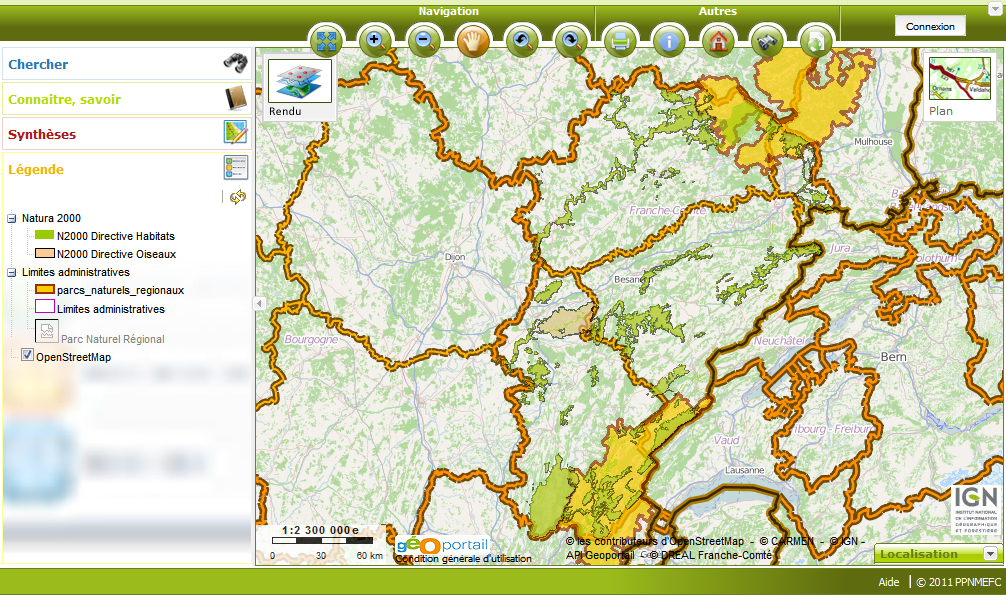 Navigation
Autres
Connexion
Chercher
Connaitre, savoir
Synthèses
Légende
Natura 2000
N2000 Directive Habitats
N2000 Directive Oiseaux
Limites administratives
parcs_naturels_regionaux
Limites administratives
Parc Naturel Régional
OpenStreetMap
Rendu
Orléans
Plan
Mulhouse
Franche-Comté
Dijon
Jura
Solothurn
Besançon
Bourgogne
Neuchâtel
Bern
Fribourg - Freiburg
Vaud
Lausanne
IGN
INSTITUT NATIONAL
DE L'INFORMATION
GÉOGRAPHIQUE
ET FORESTIÈRE
1:2 300 000e
0 30 60 km
géoportail
Condition générale d'utilisation
© les contributeurs d'OpenStreetMap - © CARMEN - © IGN -
API Geoportail - © DREAL Franche-Comté
Localisation
Aide | © 2011 PPNMEFC